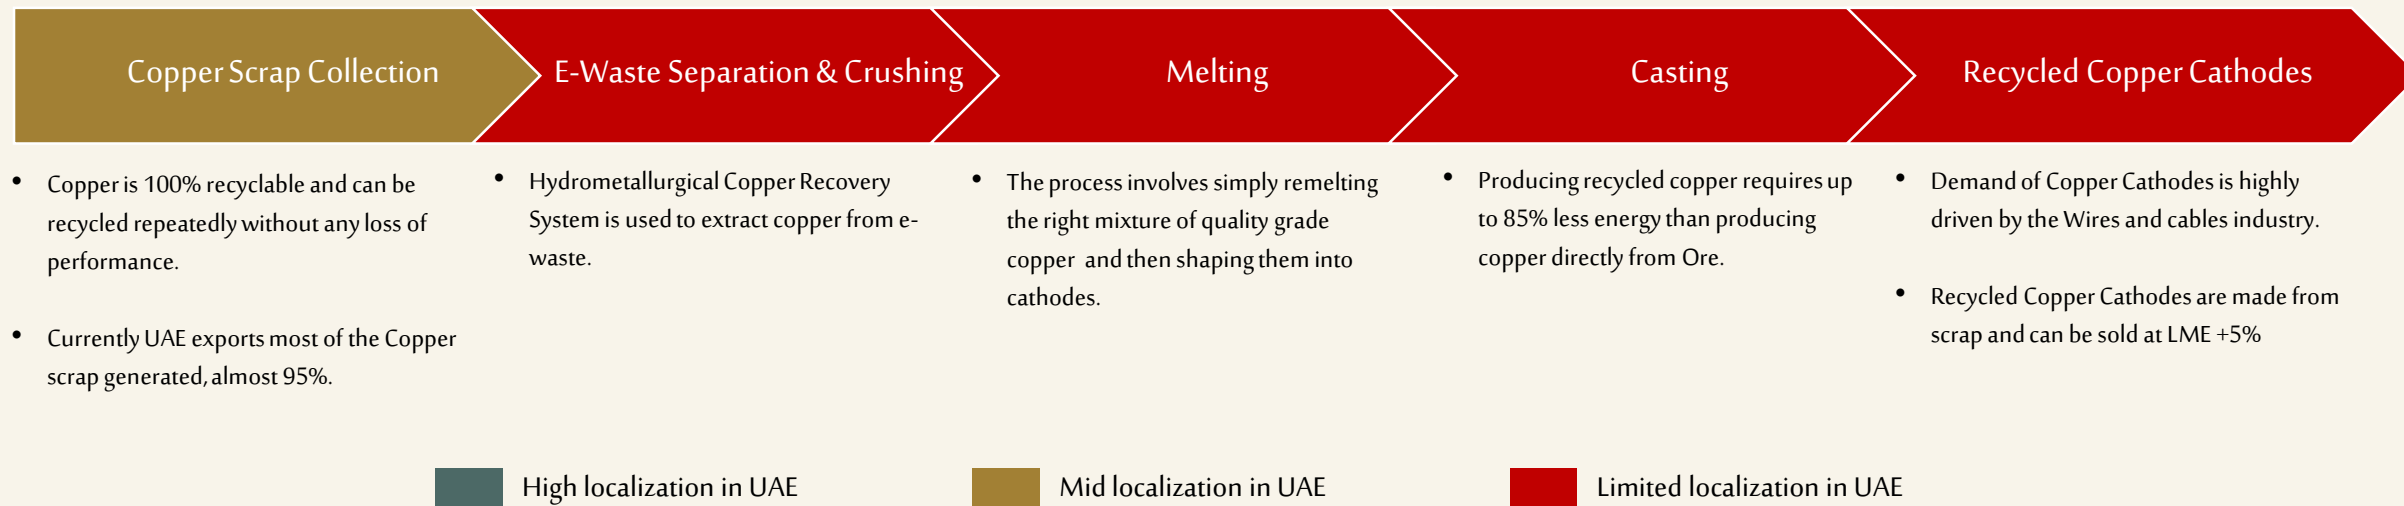 Copper Scrap Collection
E-Waste Separation & Crushing
Melting
Casting
Recycled Copper Cathodes
• Copper is 100% recyclable and can be
recycled repeatedly without any loss of
performance.
• Currently UAE exports most of the Copper
scrap generated, almost 95%.
• Hydrometallurgical Copper Recovery
System is used to extract copper from e-
waste.
• The process involves simply remelting
the right mixture of quality grade
copper and then shaping them into
cathodes.
• Producing recycled copper requires up
to 85% less energy than producing
copper directly from Ore.
• Demand of Copper Cathodes is highly
driven by the Wires and cables industry.
• Recycled Copper Cathodes are made from
scrap and can be sold at LME +5%
High localization in UAE
Mid localization in UAE
Limited localization in UAE